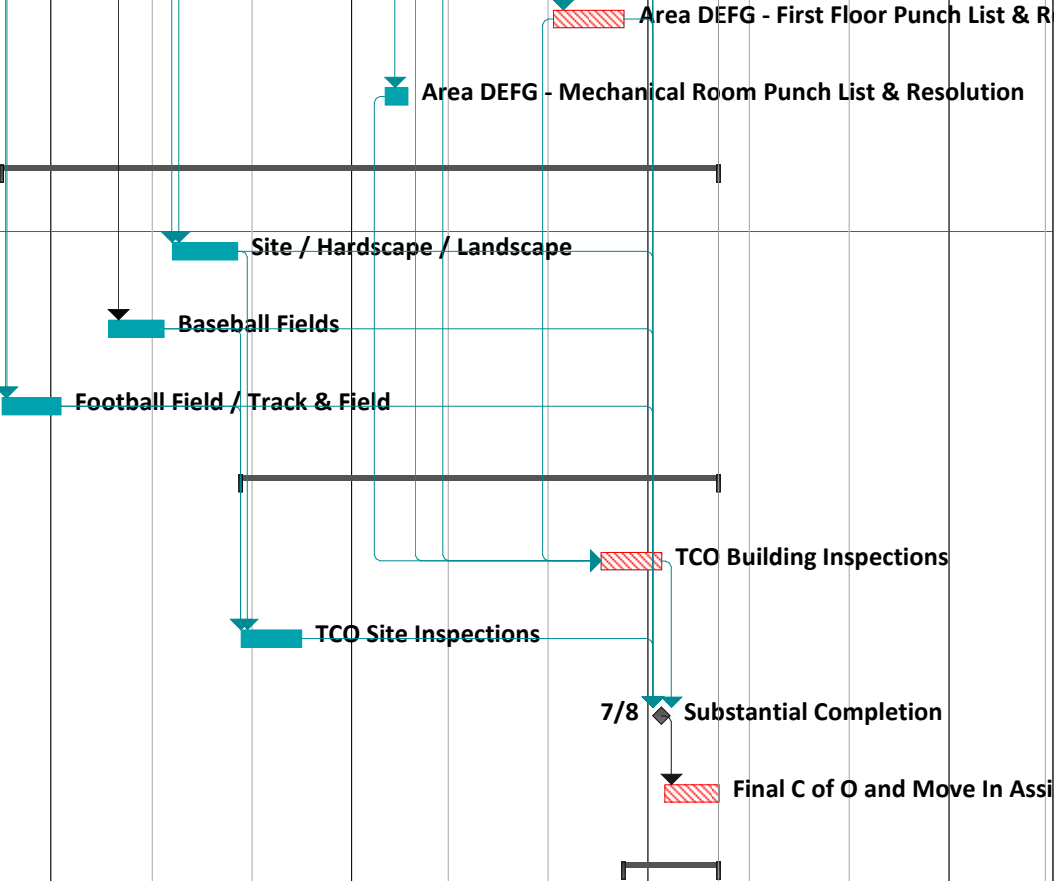 Area DEFG - First Floor Punch List & R
Area DEFG - Mechanical Room Punch List & Resolution
Site / Hardscape / Landscape
Baseball Fields
Football Field / Track & Field
TCO Building Inspections
TCO Site Inspections
7/8 Substantial Completion
Final C of O and Move In Assi